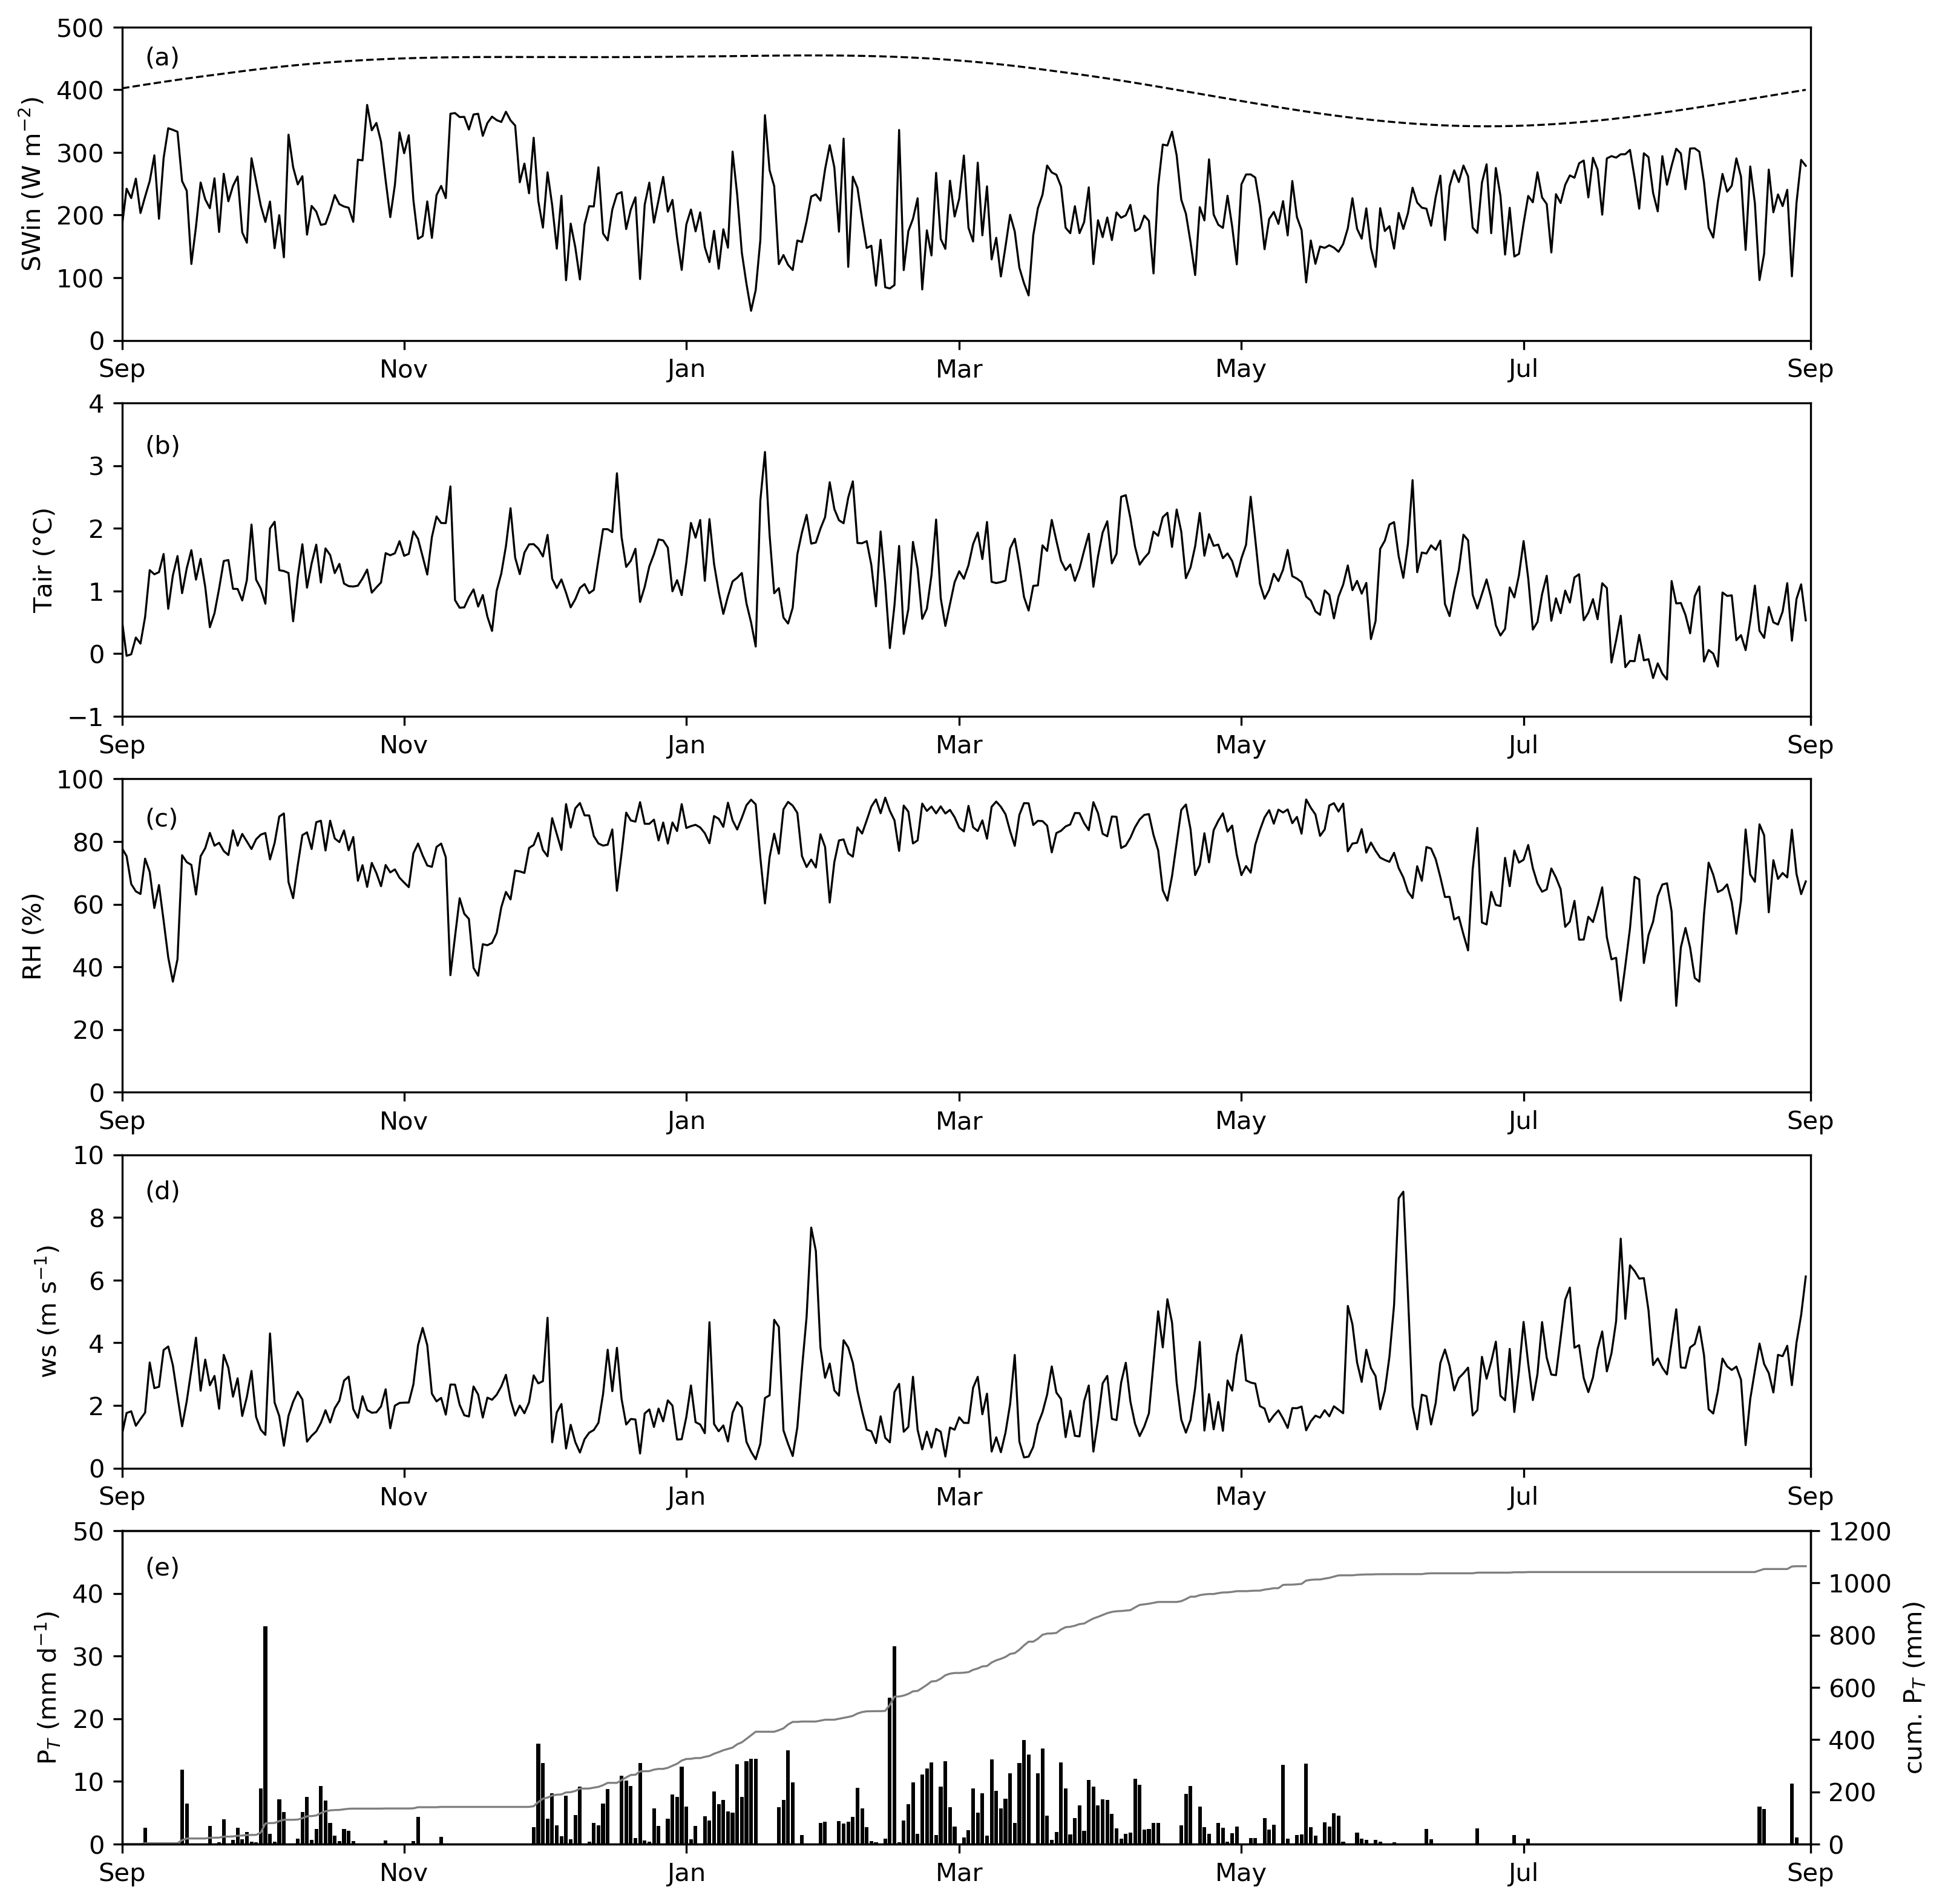 (a)
SWin (W m⁻²)
500
400
300
200
100
0
Sep Nov Jan Mar May Jul Sep
(b)
Tair (°C)
4
3
2
1
0
−1
Sep Nov Jan Mar May Jul Sep
(c)
RH (%)
100
80
60
40
20
0
Sep Nov Jan Mar May Jul Sep
(d)
ws (m s⁻¹)
10
8
6
4
2
0
Sep Nov Jan Mar May Jul Sep
(e)
P_T (mm d⁻¹)
50
40
30
20
10
0
1200
1000
800
600
400
200
0
cum. P_T (mm)
Sep Nov Jan Mar May Jul Sep